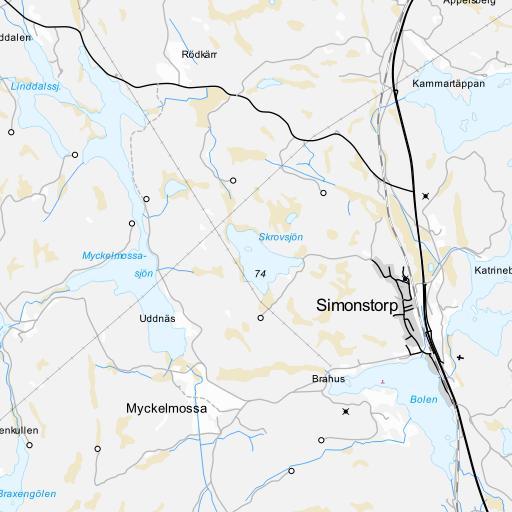 Appelsberg
ddalen
Rödkärr
Linddalssj.
Kammartäppan
Skrovsjön
Myckelmossa-
sjön
74
Katrineb
Simonstorp
Uddnäs
Brahus
Bolen
Myckelmossa
enkullen
Braxengölen